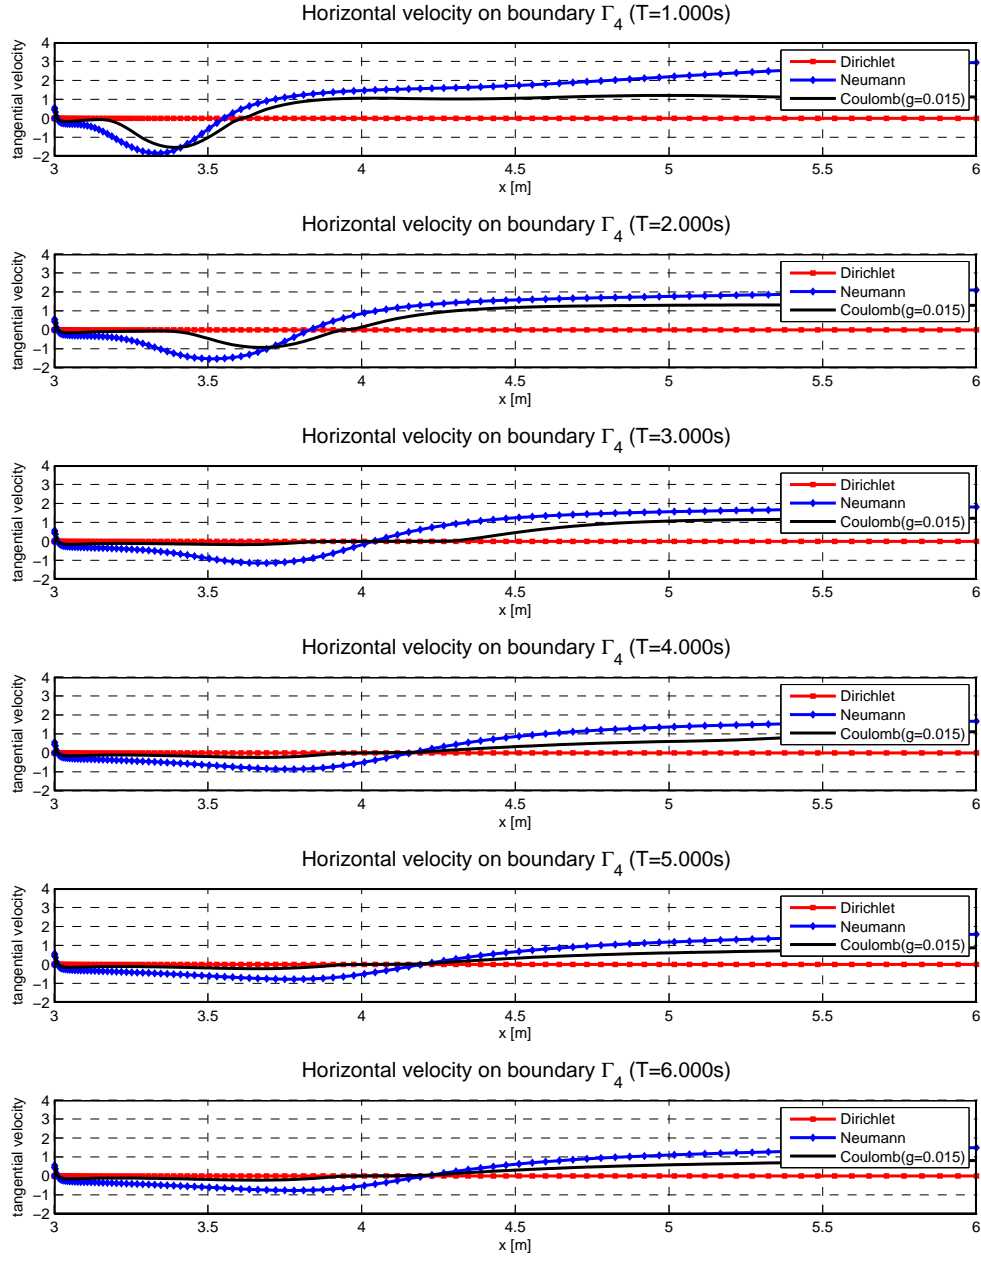 Horizontal velocity on boundary Γ4 (T=1.000s)
tangential velocity
4
3
2
1
0
−1
−2
3
3.5
4
4.5
5
5.5
6
x [m]
Dirichlet
Neumann
Coulomb(g=0.015)
Horizontal velocity on boundary Γ4 (T=2.000s)
tangential velocity
4
3
2
1
0
−1
−2
3
3.5
4
4.5
5
5.5
6
x [m]
Dirichlet
Neumann
Coulomb(g=0.015)
Horizontal velocity on boundary Γ4 (T=3.000s)
tangential velocity
4
3
2
1
0
−1
−2
3
3.5
4
4.5
5
5.5
6
x [m]
Dirichlet
Neumann
Coulomb(g=0.015)
Horizontal velocity on boundary Γ4 (T=4.000s)
tangential velocity
4
3
2
1
0
−1
−2
3
3.5
4
4.5
5
5.5
6
x [m]
Dirichlet
Neumann
Coulomb(g=0.015)
Horizontal velocity on boundary Γ4 (T=5.000s)
tangential velocity
4
3
2
1
0
−1
−2
3
3.5
4
4.5
5
5.5
6
x [m]
Dirichlet
Neumann
Coulomb(g=0.015)
Horizontal velocity on boundary Γ4 (T=6.000s)
tangential velocity
4
3
2
1
0
−1
−2
3
3.5
4
4.5
5
5.5
6
x [m]
Dirichlet
Neumann
Coulomb(g=0.015)